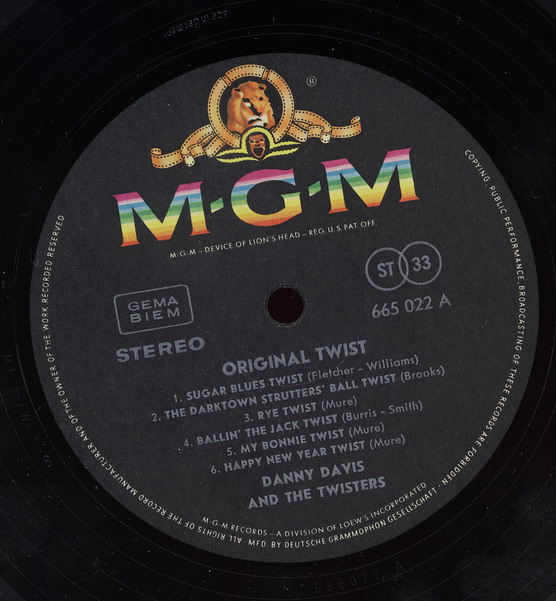 ®
M-G-M
M-G-M – DEVICE OF LION'S HEAD – REG. U.S. PAT. OFF.
ST 33
665 022 A
GEMA
BIEM
STEREO
ORIGINAL TWIST
1. SUGAR BLUES TWIST (Fletcher – Williams)
2. THE DARKTOWN STRUTTERS' BALL TWIST (Brooks)
3. RYE TWIST (Mure)
4. BALLIN' THE JACK TWIST (Burris – Smith)
5. MY BONNIE TWIST (Mure)
6. HAPPY NEW YEAR TWIST (Mure)
DANNY DAVIS
AND THE TWISTERS
M-G-M RECORDS – A DIVISION OF LOEW'S INCORPORATED
ALL RIGHTS OF THE RECORD MANUFACTURER AND OF THE OWNER OF THE WORK RECORDED RESERVED
COPYING, PUBLIC PERFORMANCE, BROADCASTING OF THESE RECORDS ARE FORBIDDEN · MFD. BY DEUTSCHE GRAMMOPHON GESELLSCHAFT ·
Made in Germany